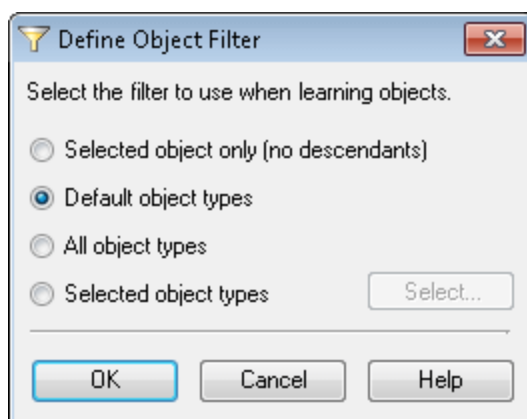 Define Object Filter
Select the filter to use when learning objects.
Selected object only (no descendants)
Default object types
All object types
Selected object types
Select...
OK
Cancel
Help